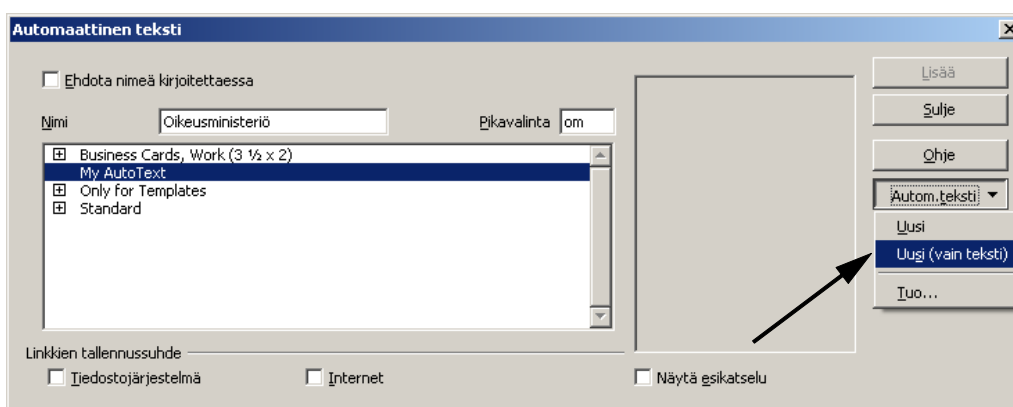 Automaattinen teksti
Ehdota nimeä kirjoitettaessa
Nimi Oikeusministeriö Pikavalinta om
Business Cards, Work (3 ½ x 2)
My AutoText
Only for Templates
Standard
Lisää
Sulje
Ohje
Autom.teksti
Uusi
Uusi (vain teksti)
Tuo...
Linkkien tallennussuhde
Tiedostojärjestelmä Internet Näytä esikatselu